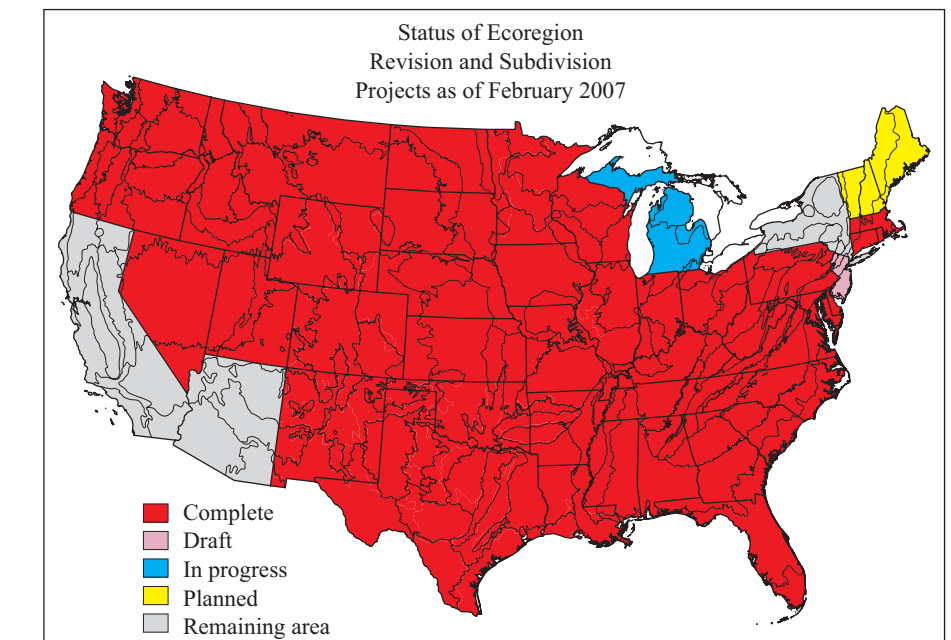 Status of Ecoregion
Revision and Subdivision
Projects as of February 2007
Complete
Draft
In progress
Planned
Remaining area